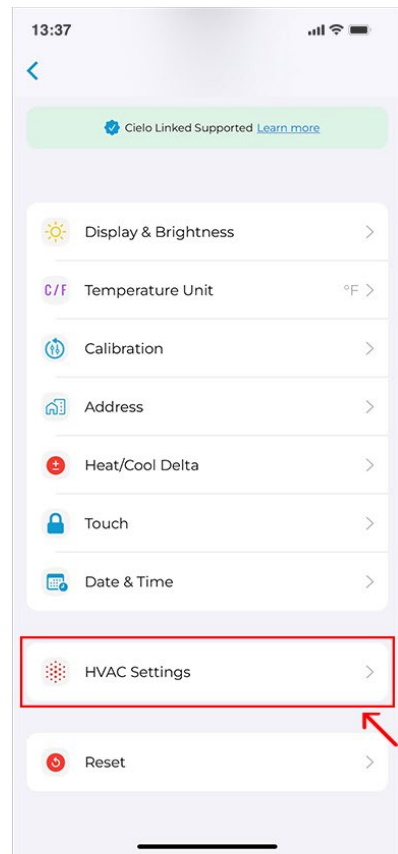 13:37
Cielo Linked Supported Learn more
Display & Brightness
C/F Temperature Unit °F
Calibration
Address
Heat/Cool Delta
Touch
Date & Time
HVAC Settings
Reset